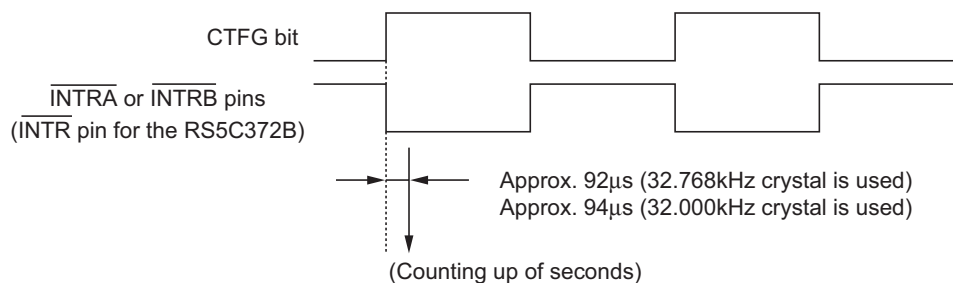 CTFG bit
INTRA or INTRB pins
(INTR pin for the RS5C372B)
Approx. 92μs (32.768kHz crystal is used)
Approx. 94μs (32.000kHz crystal is used)
(Counting up of seconds)